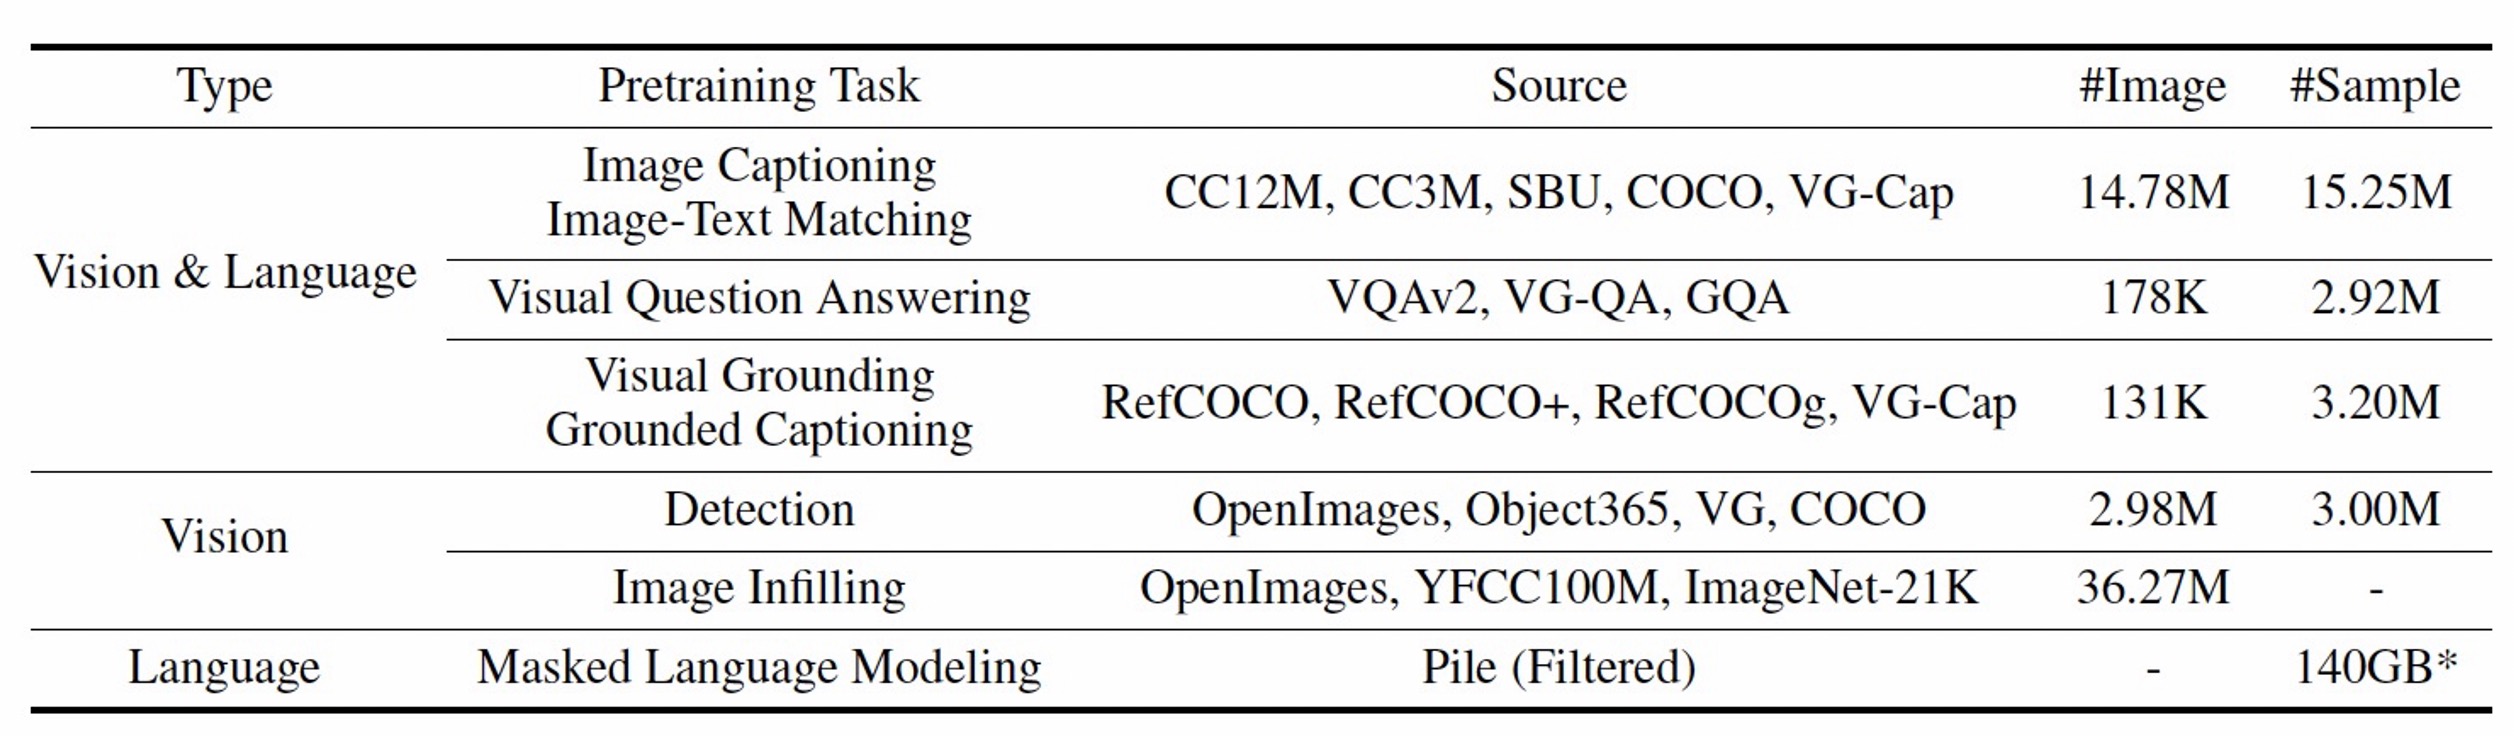 Type Pretraining Task Source #Image #Sample
Image Captioning
Image-Text Matching
CC12M, CC3M, SBU, COCO, VG-Cap 14.78M 15.25M
Vision & Language
Visual Question Answering VQAv2, VG-QA, GQA 178K 2.92M
Visual Grounding
Grounded Captioning
RefCOCO, RefCOCO+, RefCOCOg, VG-Cap 131K 3.20M
Vision
Detection OpenImages, Object365, VG, COCO 2.98M 3.00M
Image Infilling OpenImages, YFCC100M, ImageNet-21K 36.27M -
Language Masked Language Modeling Pile (Filtered) - 140GB*